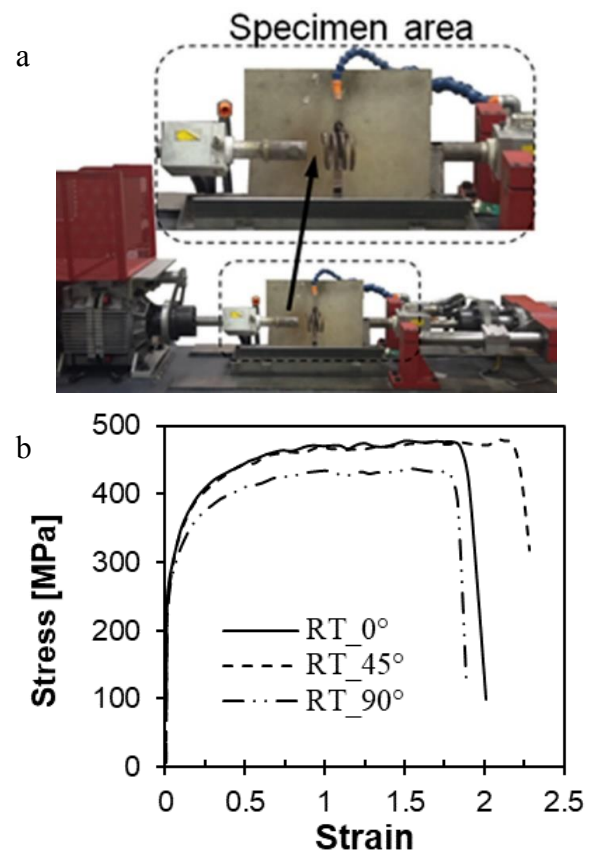 Specimen area
a
b
500
400
300
200
100
0
Stress [MPa]
RT_0°
RT_45°
RT_90°
0 0.5 1 1.5 2 2.5
Strain